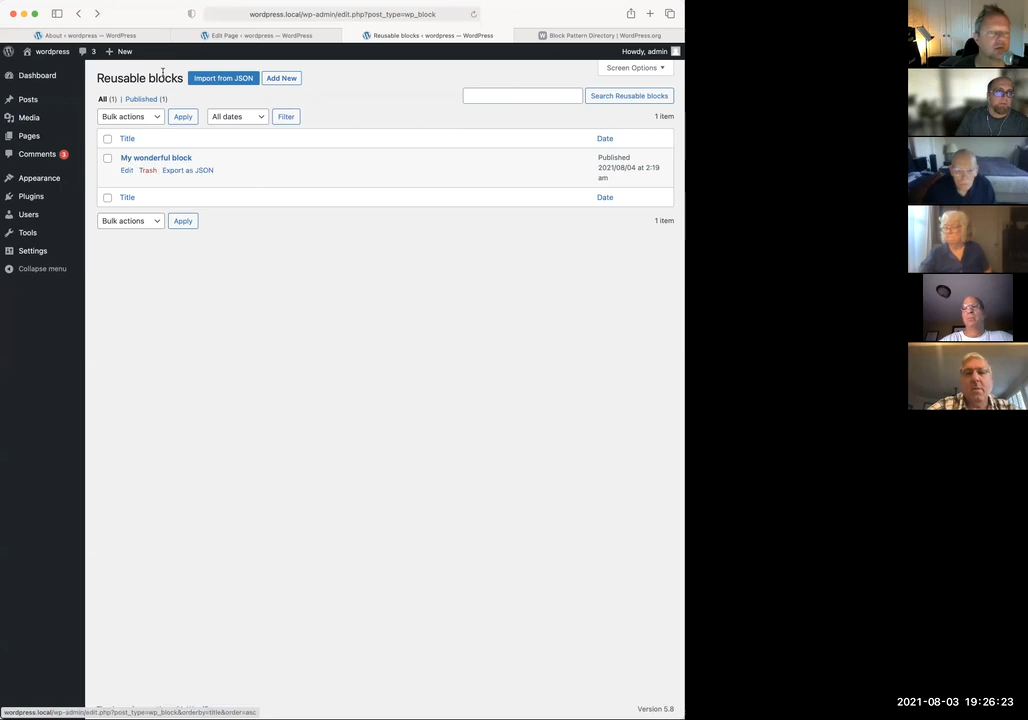 wordpress.local/wp-admin/edit.php?post_type=wp_block
About ‹ wordpress — WordPress
Edit Page ‹ wordpress — WordPress
Reusable blocks ‹ wordpress — WordPress
Block Pattern Directory | WordPress.org
wordpress 3 New Howdy, admin
Screen Options
Dashboard
Posts
Media
Pages
Comments 3
Appearance
Plugins
Users
Tools
Settings
Collapse menu
Reusable blocks Import from JSON Add New
All (1) | Published (1)
Search Reusable blocks
Bulk actions Apply All dates Filter 1 item
Title Date
My wonderful block
Edit Trash Export as JSON
Published
2021/08/04 at 2:19
am
Title Date
Bulk actions Apply 1 item
Version 5.8
wordpress.local/wp-admin/edit.php?post_type=wp_block&orderby=title&order=asc
2021-08-03 19:26:23